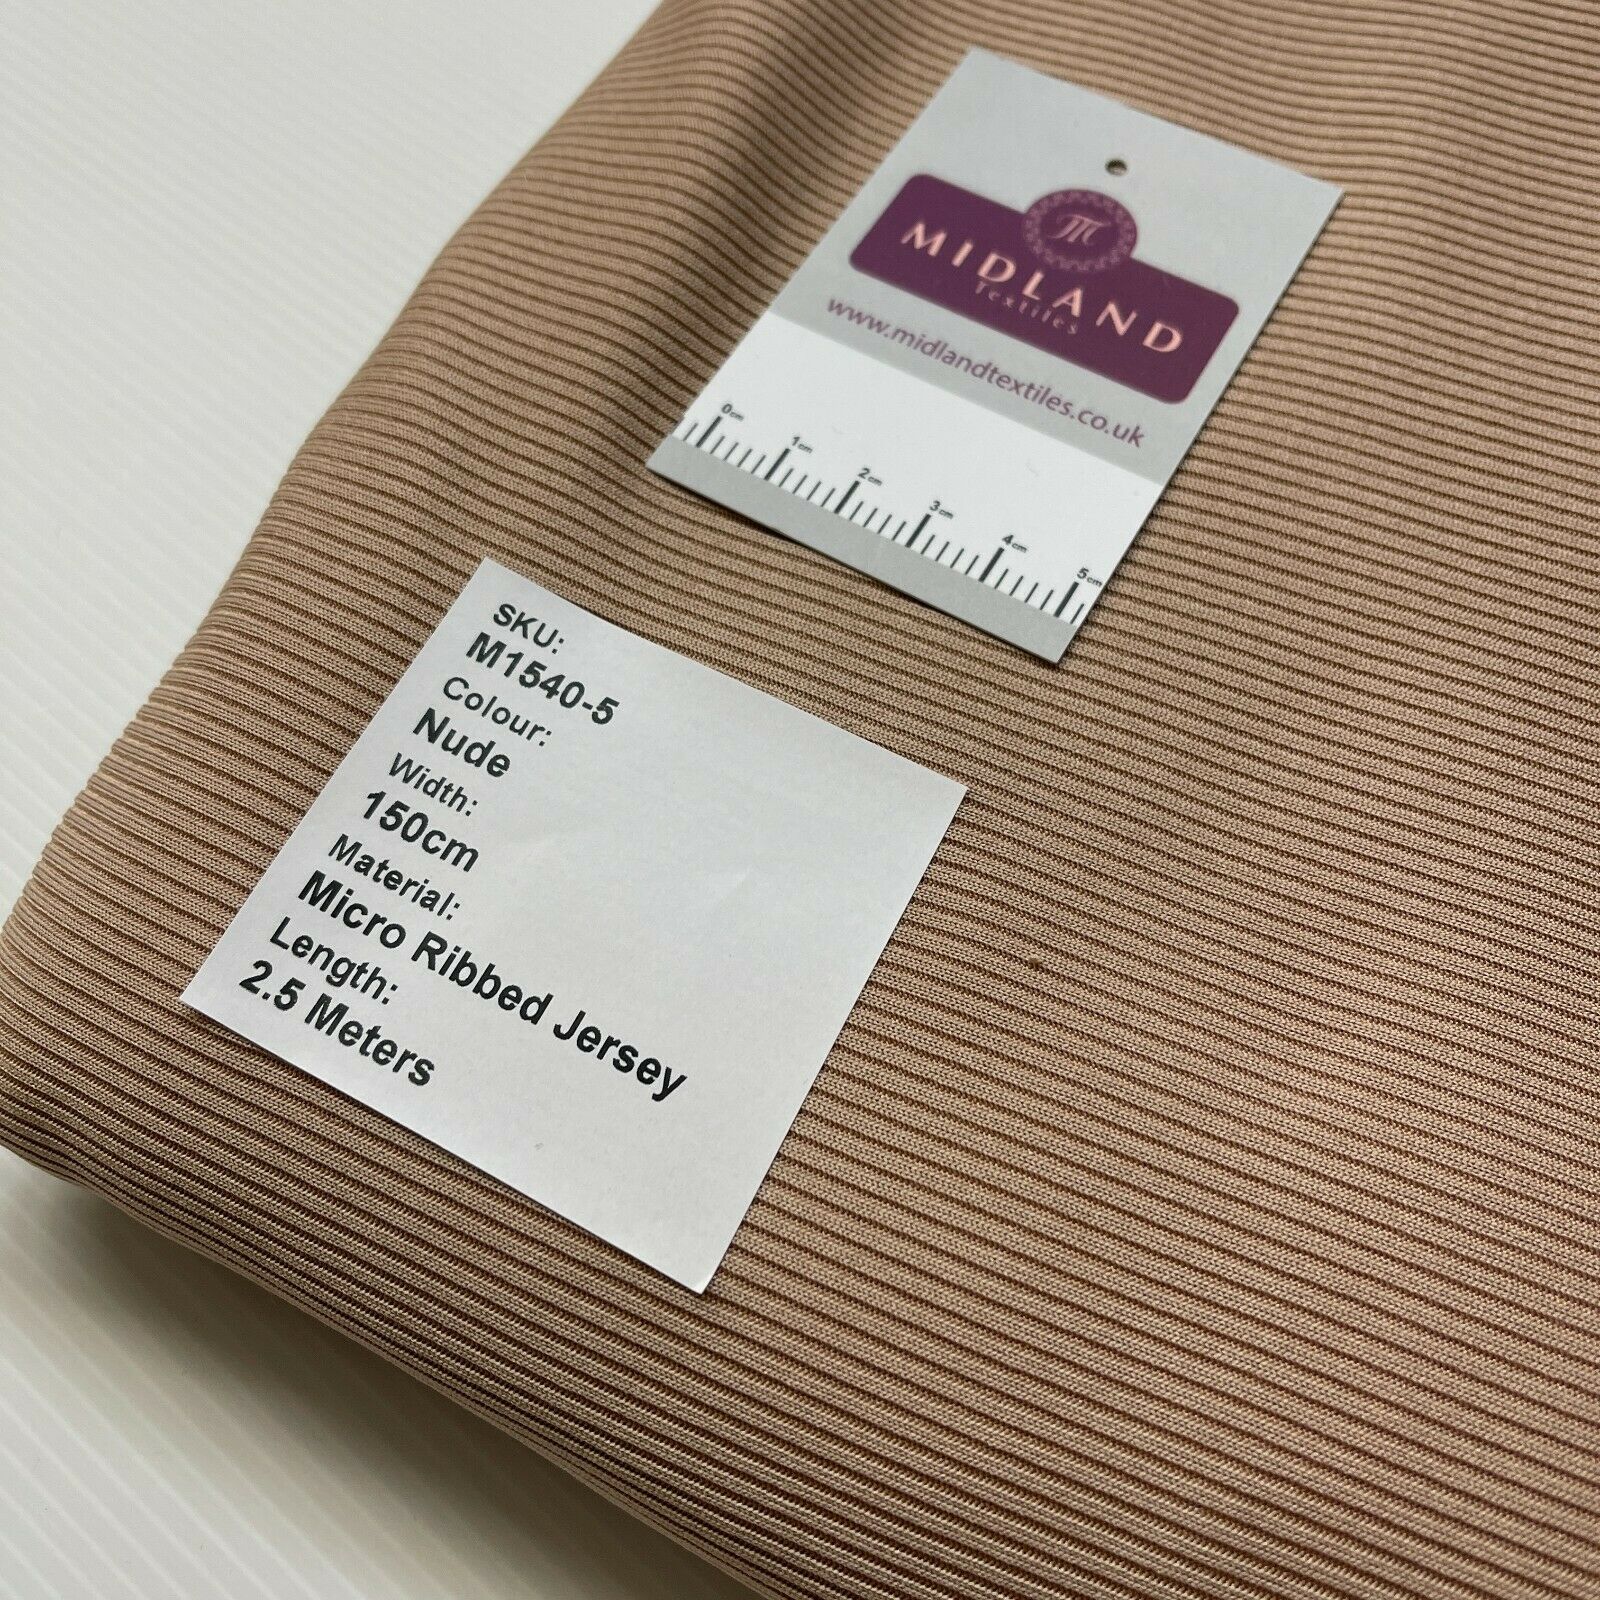 M
MIDLAND
Textiles
www.midlandtextiles.co.uk
0cm 1cm 2cm 3cm 4cm 5cm
SKU:
M1540-5
Colour:
Nude
Width:
150cm
Material:
Micro Ribbed Jersey
Length:
2.5 Meters